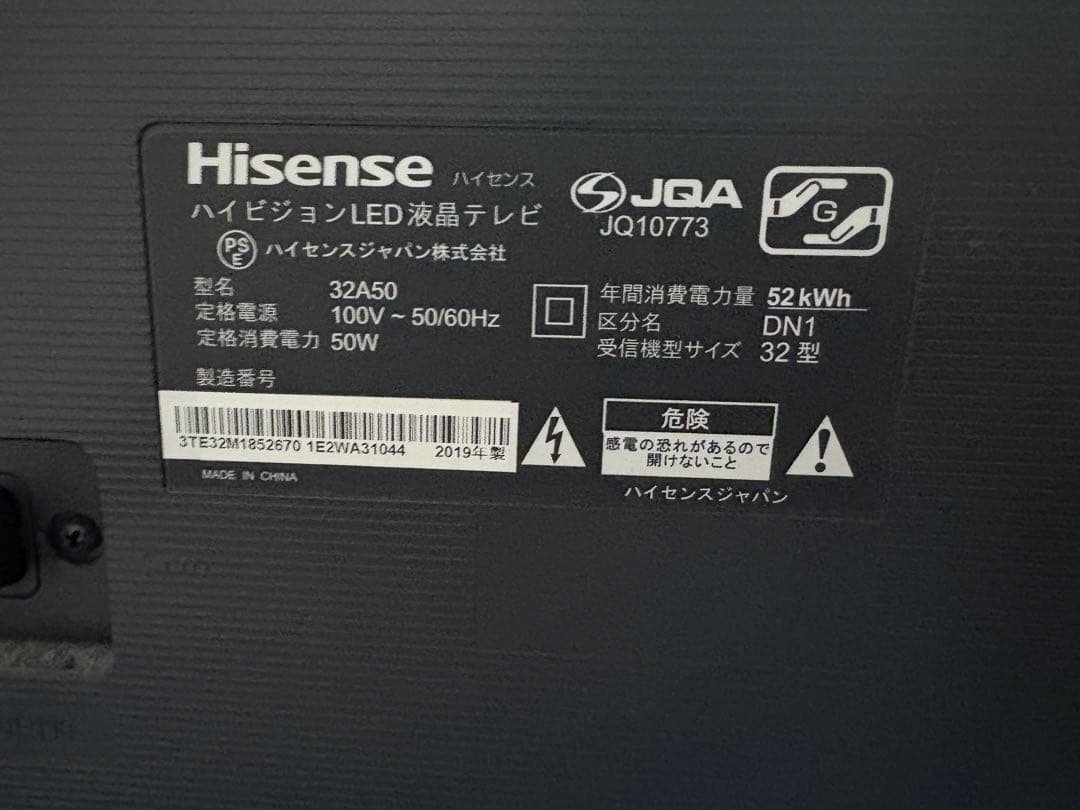 Hisense ハイセンス
ハイビジョンLED液晶テレビ
PSE ハイセンスジャパン株式会社
JQA
JQ10773
G
型名 32A50
定格電源 100V ~ 50/60Hz
定格消費電力 50W
年間消費電力量 52kWh
区分名 DN1
受信機型サイズ 32型
製造番号
3TE32M1852670 1E2WA31044 2019年製
MADE IN CHINA
危険
感電の恐れがあるので
開けないこと
ハイセンスジャパン